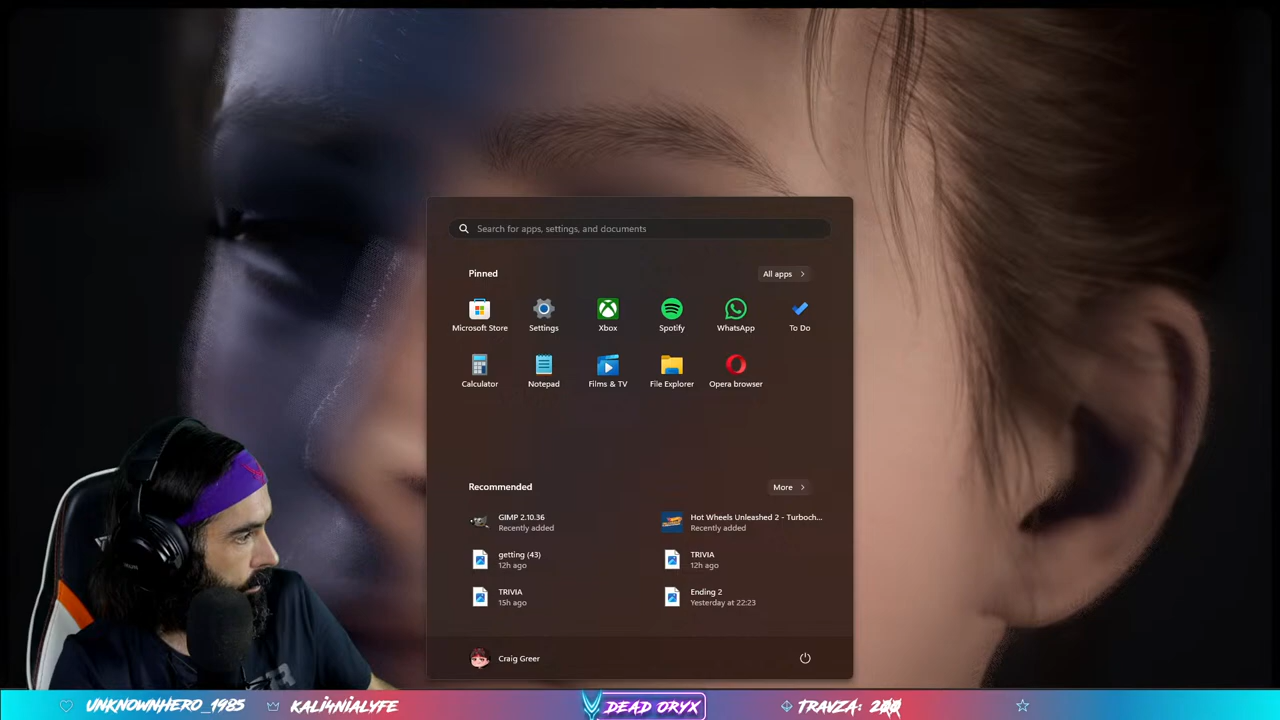 Search for apps, settings, and documents
Pinned
All apps
Microsoft Store
Settings
Xbox
Spotify
WhatsApp
To Do
Calculator
Notepad
Films & TV
File Explorer
Opera browser
Recommended
More
GIMP 2.10.36
Recently added
Hot Wheels Unleashed 2 - Turboch...
Recently added
getting (43)
12h ago
TRIVIA
12h ago
TRIVIA
15h ago
Ending 2
Yesterday at 22:23
Craig Greer
UNKNOWNHERO_1985
KALI4NIALYFE
DEAD ORYX
TRAVZA: 200